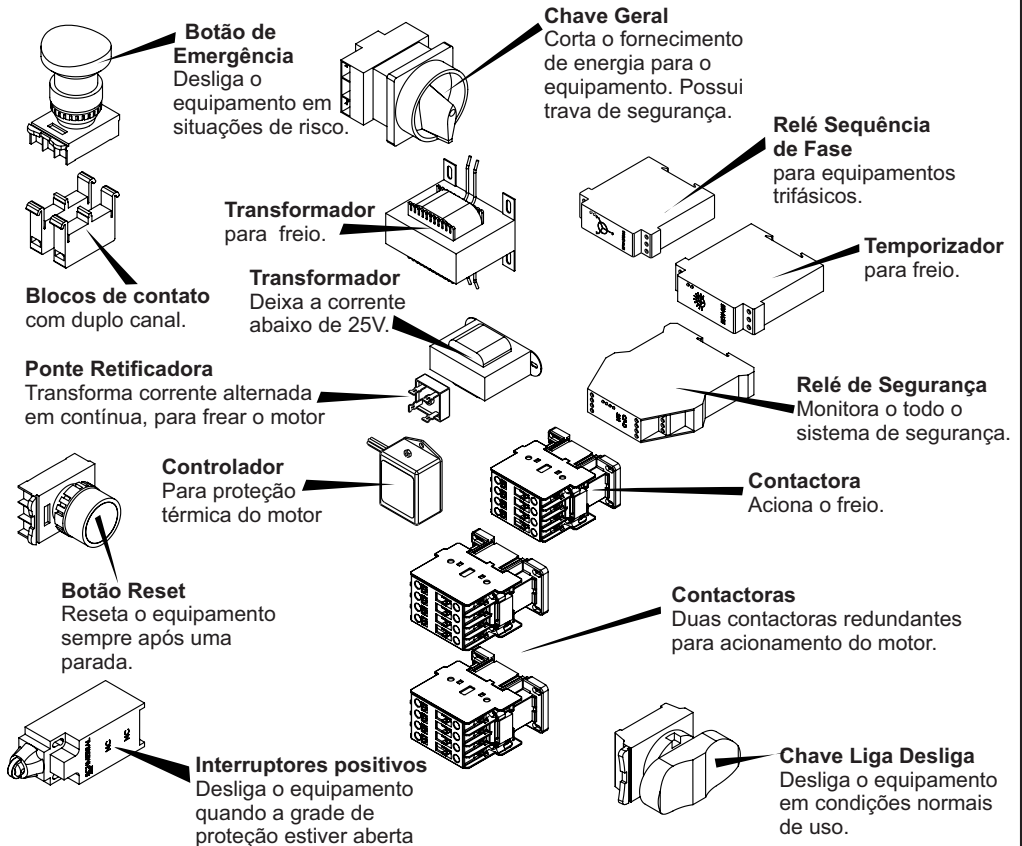 Botão de
Emergência
Desliga o
equipamento em
situações de risco.
Chave Geral
Corta o fornecimento
de energia para o
equipamento. Possui
trava de segurança.
Relé Sequência
de Fase
para equipamentos
trifásicos.
Transformador
para freio.
Temporizador
para freio.
Blocos de contato
com duplo canal.
Transformador
Deixa a corrente
abaixo de 25V.
Ponte Retificadora
Transforma corrente alternada
em contínua, para frear o motor
Relé de Segurança
Monitora o todo o
sistema de segurança.
Controlador
Para proteção
térmica do motor
Contactora
Aciona o freio.
Botão Reset
Reseta o equipamento
sempre após uma
parada.
Contactoras
Duas contactoras redundantes
para acionamento do motor.
Interruptores positivos
Desliga o equipamento
quando a grade de
proteção estiver aberta
Chave Liga Desliga
Desliga o equipamento
em condições normais
de uso.